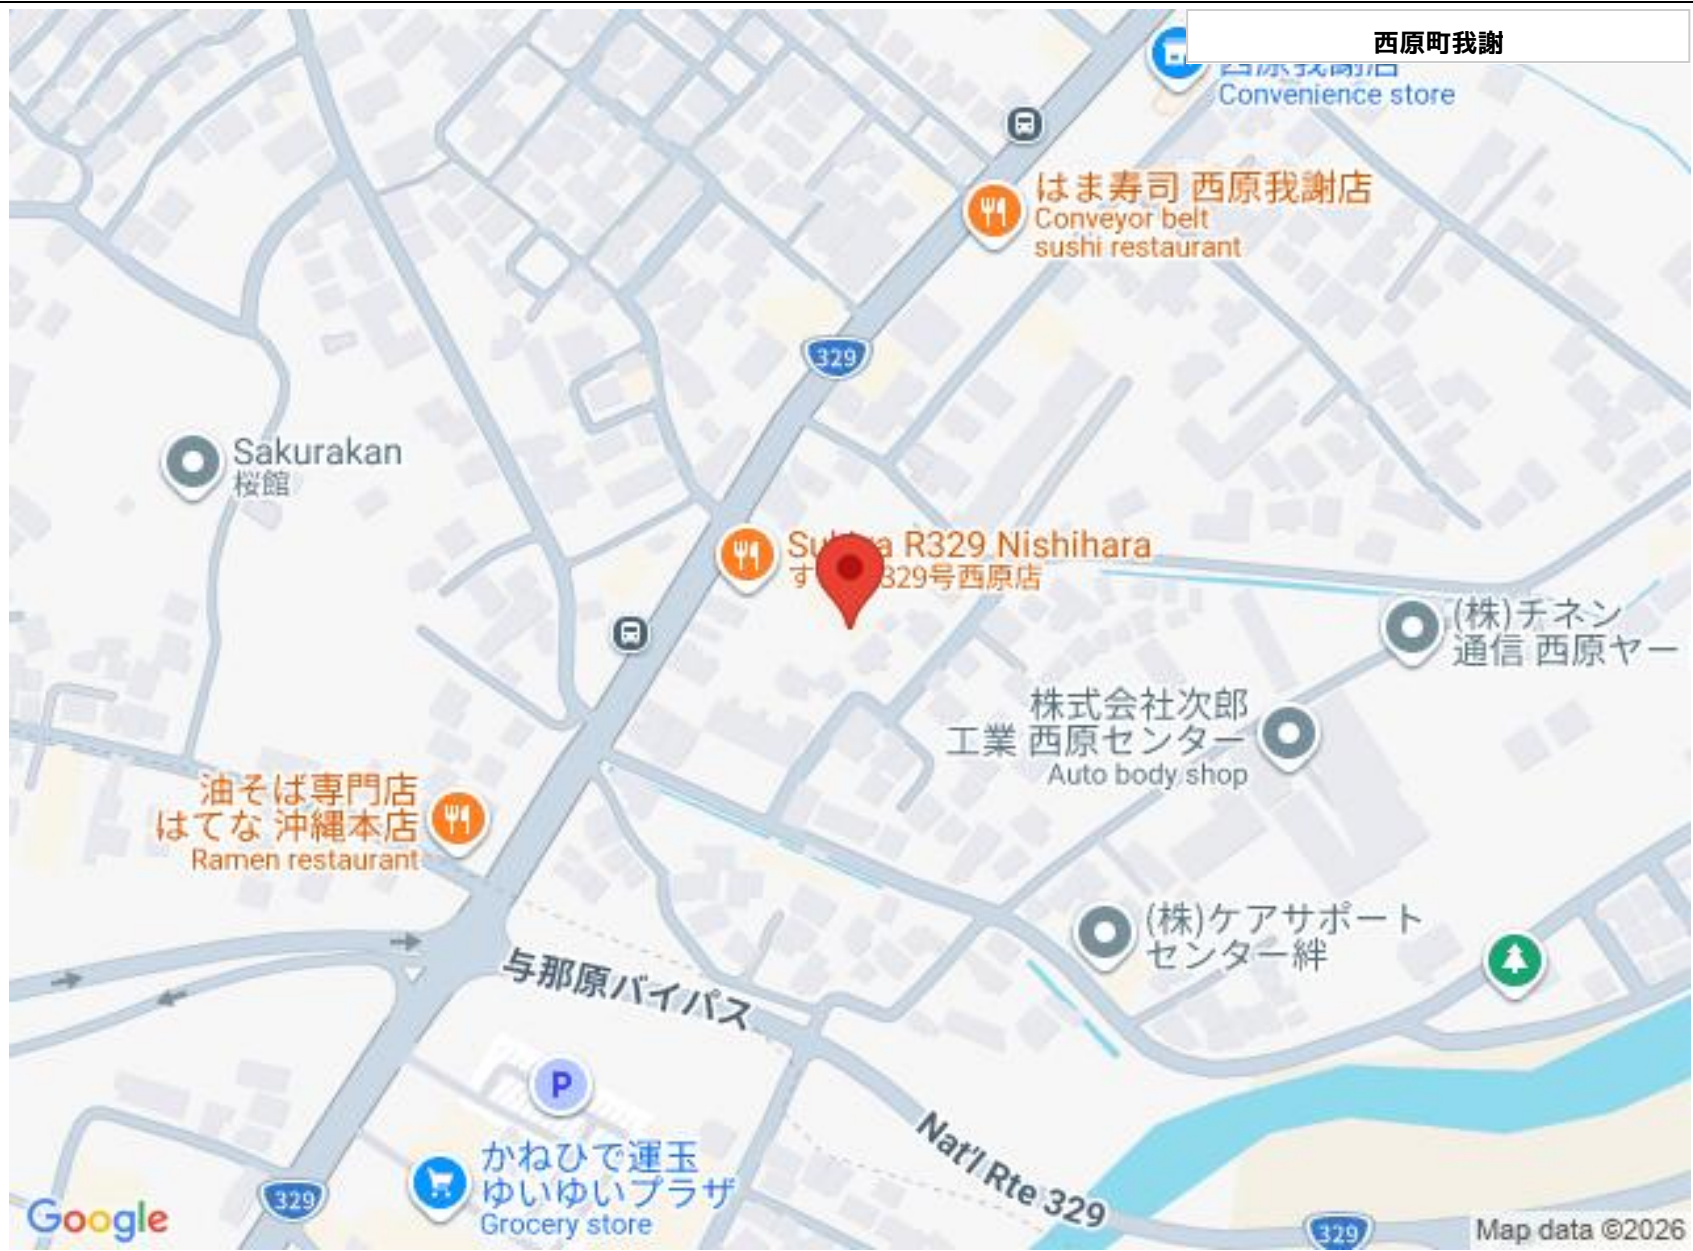 西原町我謝
西原我謝店
Convenience store
はま寿司 西原我謝店
Conveyor belt
sushi restaurant
329
Sakurakan
桜館
R329 Nishihara
329号西原店
(株)チネン
通信 西原ヤー
株式会社次郎
工業 西原センター
Auto body shop
油そば専門店
はてな 沖縄本店
Ramen restaurant
(株)ケアサポート
センター絆
与那原バイパス
P
かねひで運玉
ゆいゆいプラザ
Grocery store
Nat'l Rte 329
329
329
Google
Map data ©2026